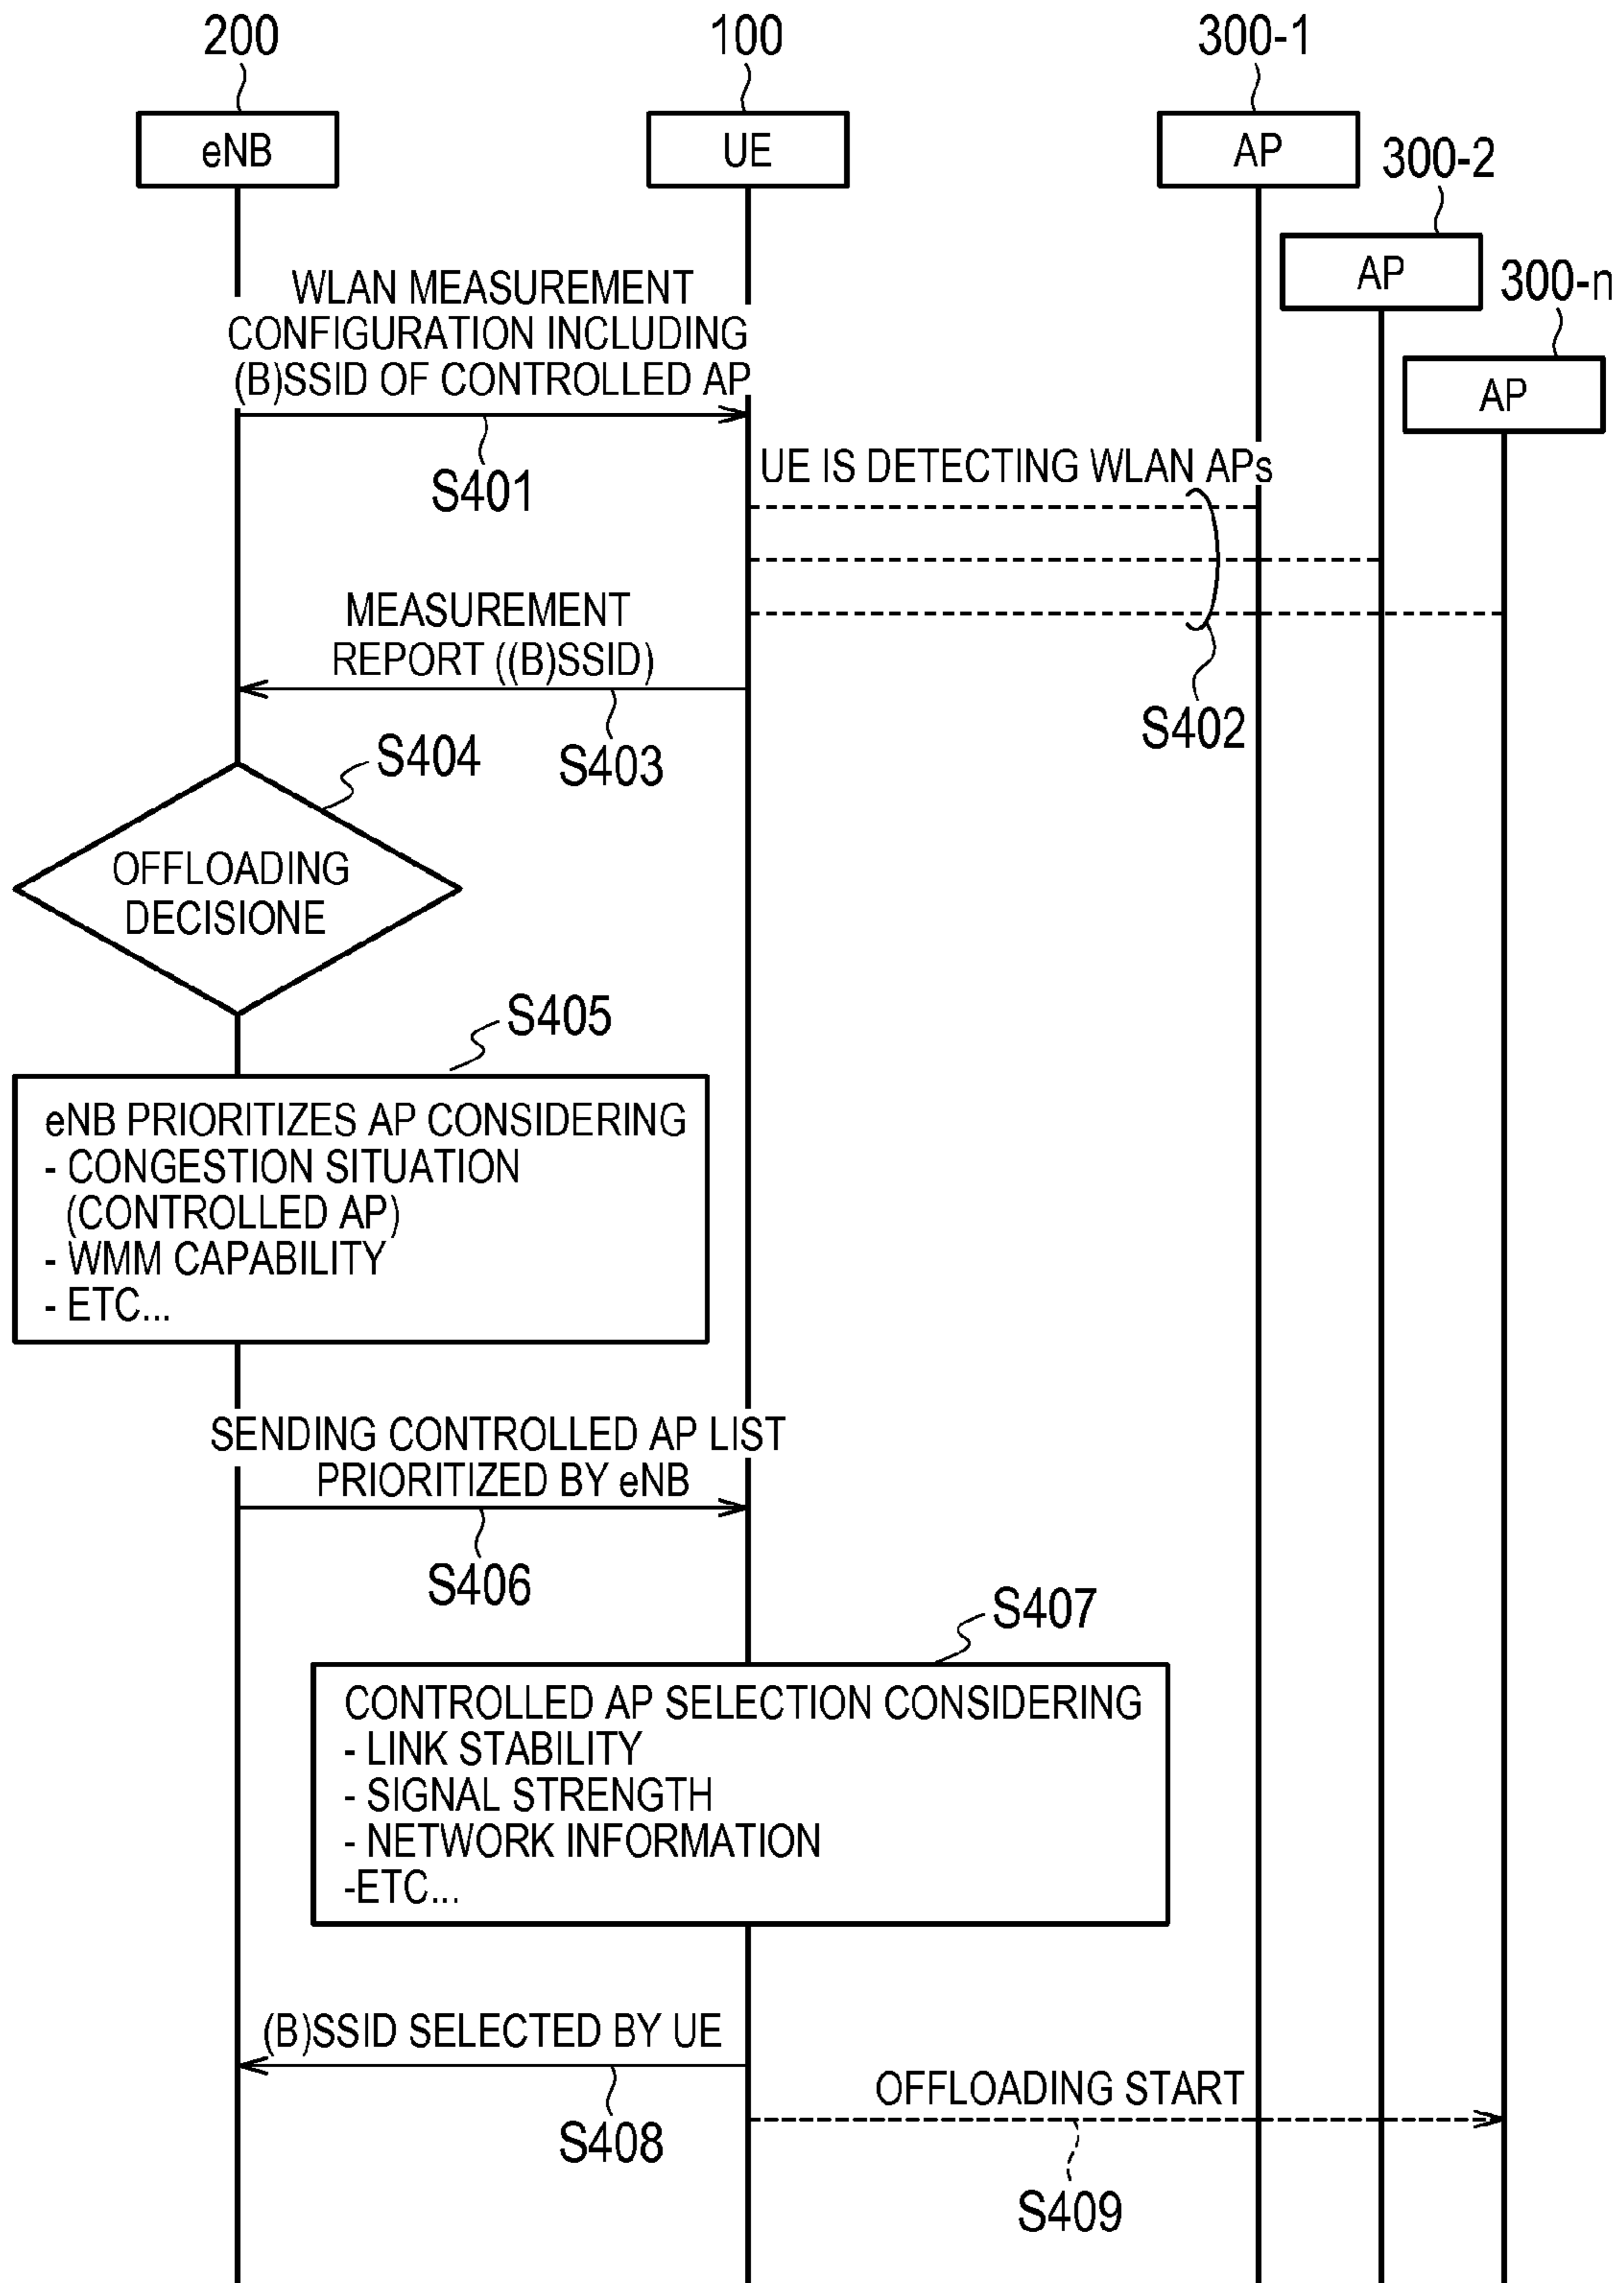 200
100
300-1
eNB
UE
AP
300-2
AP
300-n
AP
WLAN MEASUREMENT
CONFIGURATION INCLUDING
(B)SSID OF CONTROLLED AP
S401
UE IS DETECTING WLAN APs
S402
MEASUREMENT
REPORT ((B)SSID)
S403
S404
OFFLOADING
DECISIONE
S405
eNB PRIORITIZES AP CONSIDERING
- CONGESTION SITUATION
(CONTROLLED AP)
- WMM CAPABILITY
- ETC...
SENDING CONTROLLED AP LIST
PRIORITIZED BY eNB
S406
S407
CONTROLLED AP SELECTION CONSIDERING
- LINK STABILITY
- SIGNAL STRENGTH
- NETWORK INFORMATION
-ETC...
(B)SSID SELECTED BY UE
S408
OFFLOADING START
S409